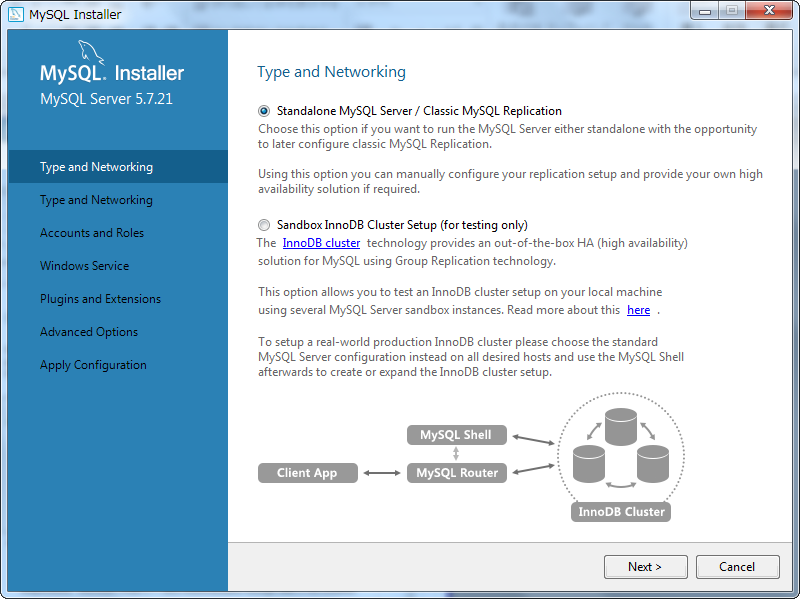 MySQL Installer
MySQL. Installer
MySQL Server 5.7.21
Type and Networking
Type and Networking
Accounts and Roles
Windows Service
Plugins and Extensions
Advanced Options
Apply Configuration
Type and Networking
Standalone MySQL Server / Classic MySQL Replication
Choose this option if you want to run the MySQL Server either standalone with the opportunity
to later configure classic MySQL Replication.
Using this option you can manually configure your replication setup and provide your own high
availability solution if required.
Sandbox InnoDB Cluster Setup (for testing only)
The InnoDB cluster technology provides an out-of-the-box HA (high availability)
solution for MySQL using Group Replication technology.
This option allows you to test an InnoDB cluster setup on your local machine
using several MySQL Server sandbox instances. Read more about this here .
To setup a real-world production InnoDB cluster please choose the standard
MySQL Server configuration instead on all desired hosts and use the MySQL Shell
afterwards to create or expand the InnoDB cluster setup.
MySQL Shell
Client App
MySQL Router
InnoDB Cluster
Next >
Cancel